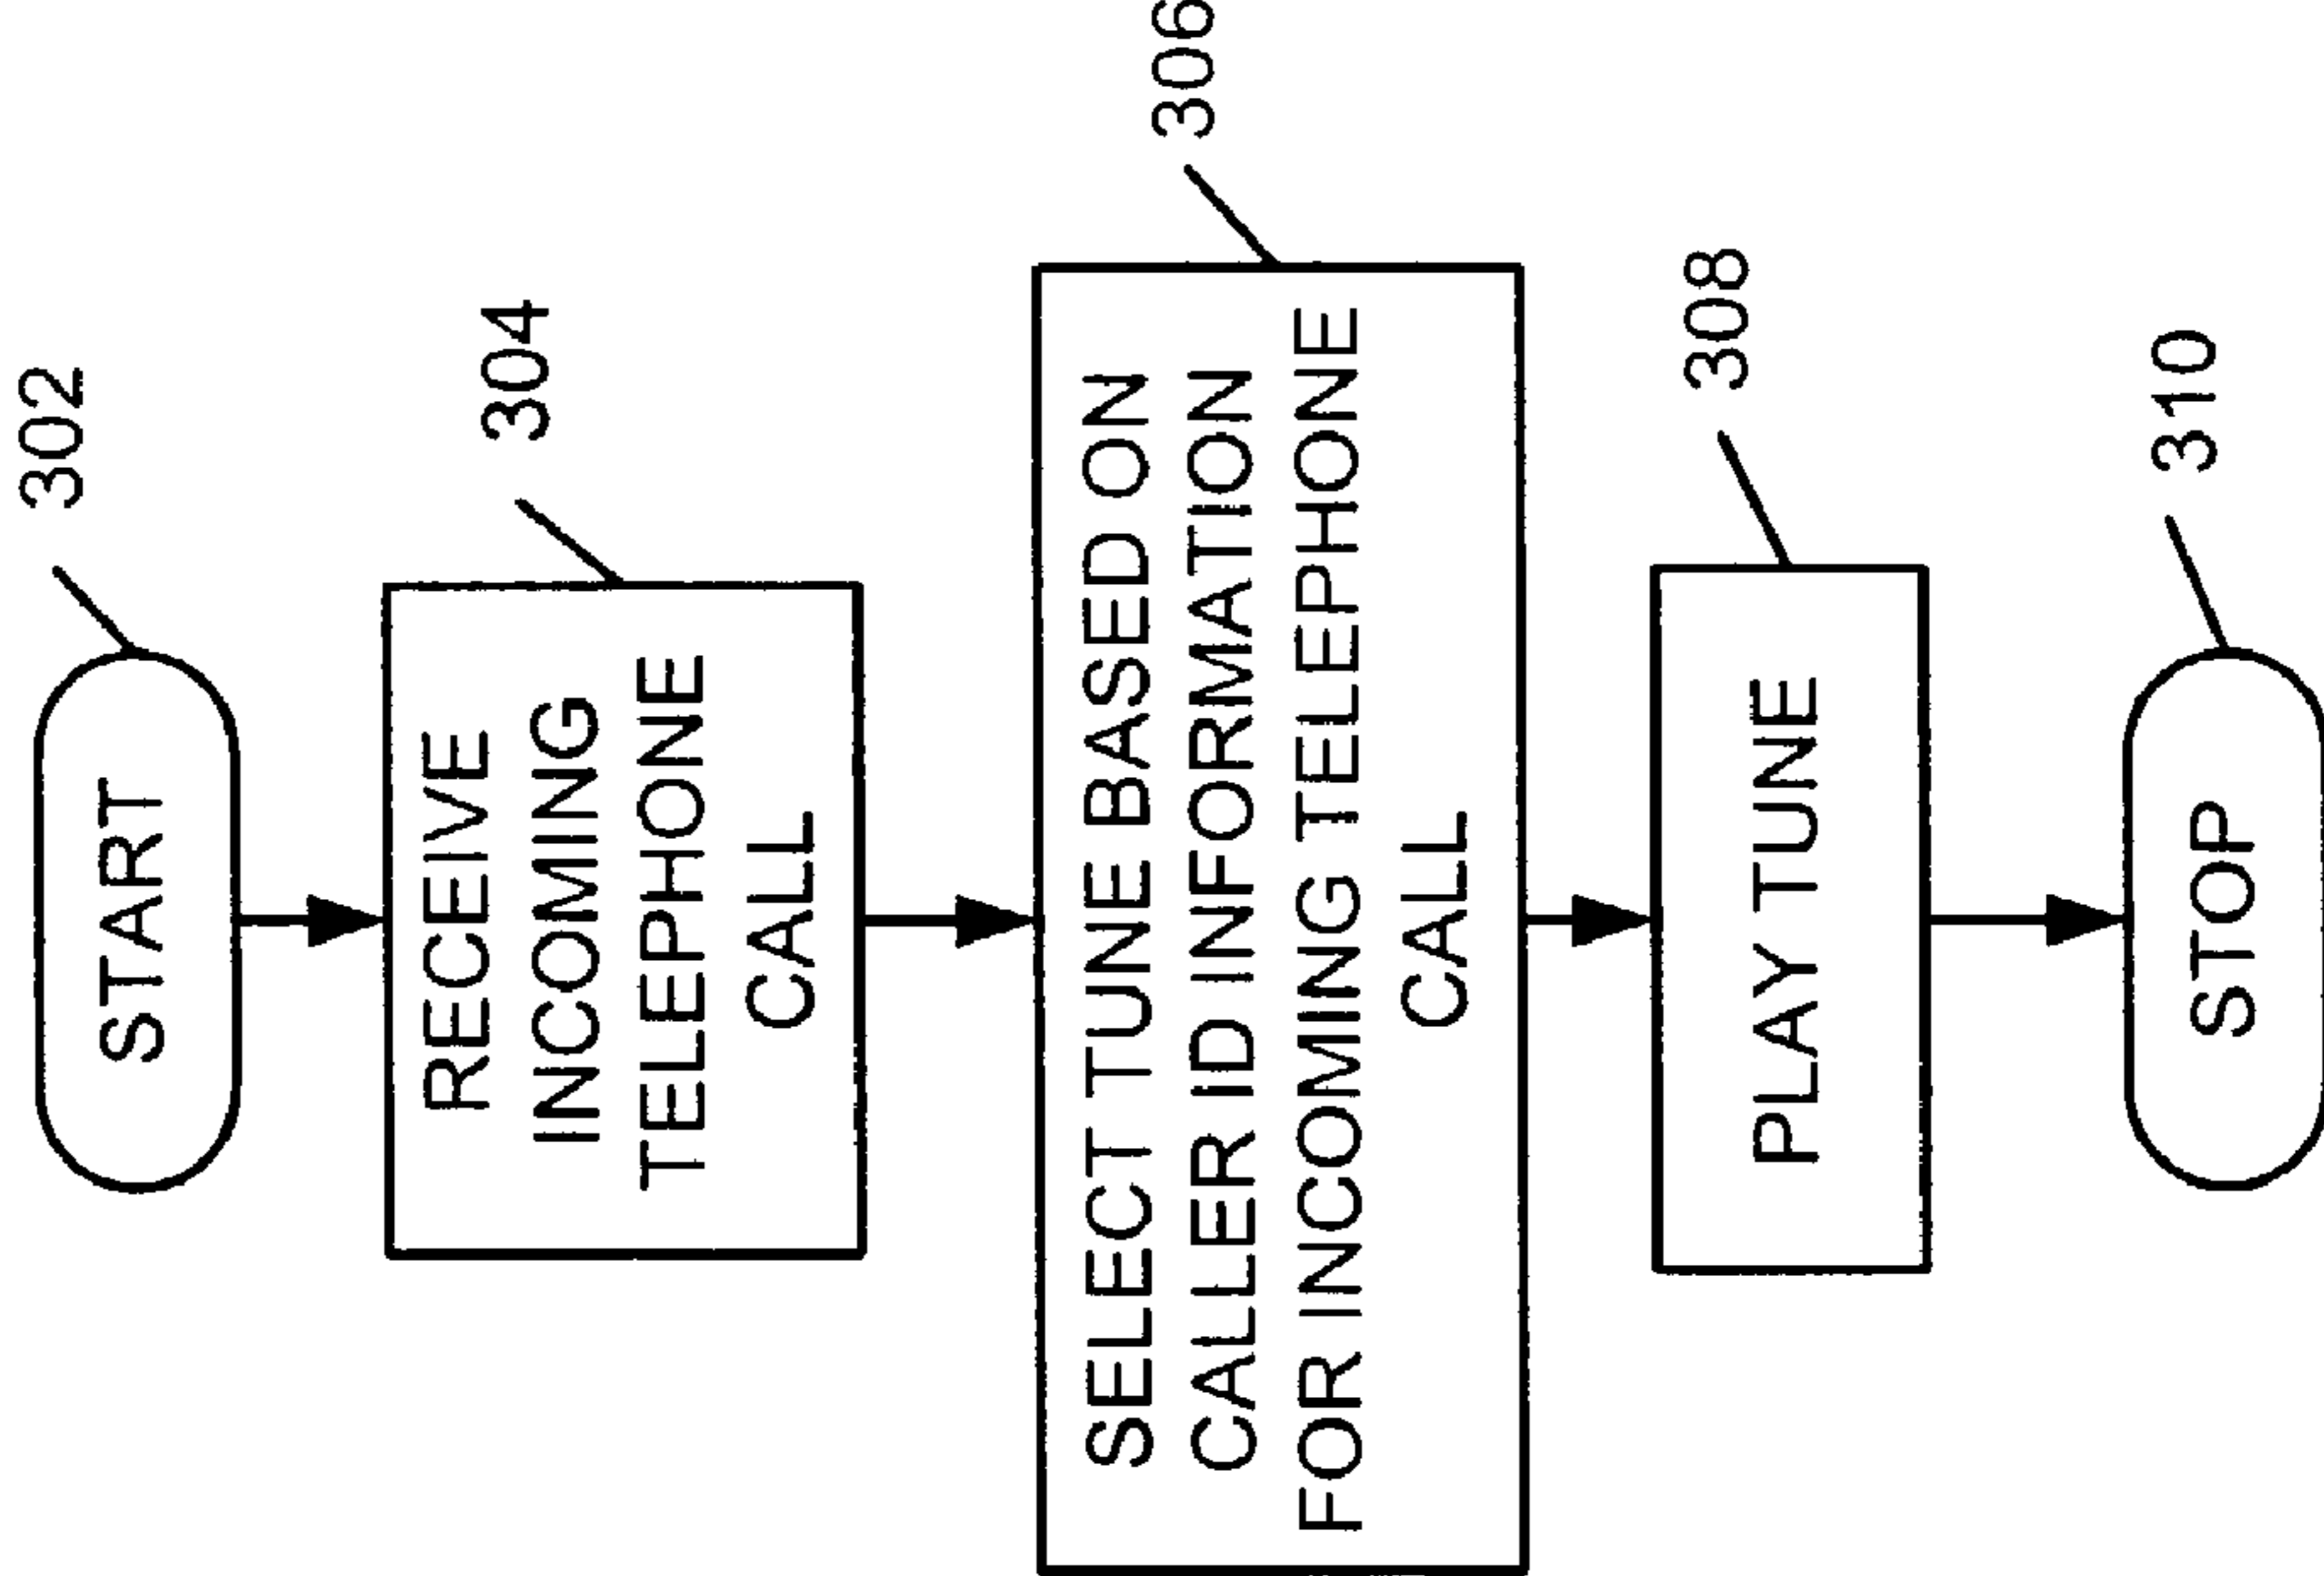 302
START
304
RECEIVE
INCOMING
TELEPHONE
CALL
306
SELECT TUNE BASED ON
CALLER ID INFORMATION
FOR INCOMING TELEPHONE
CALL
308
PLAY TUNE
310
STOP